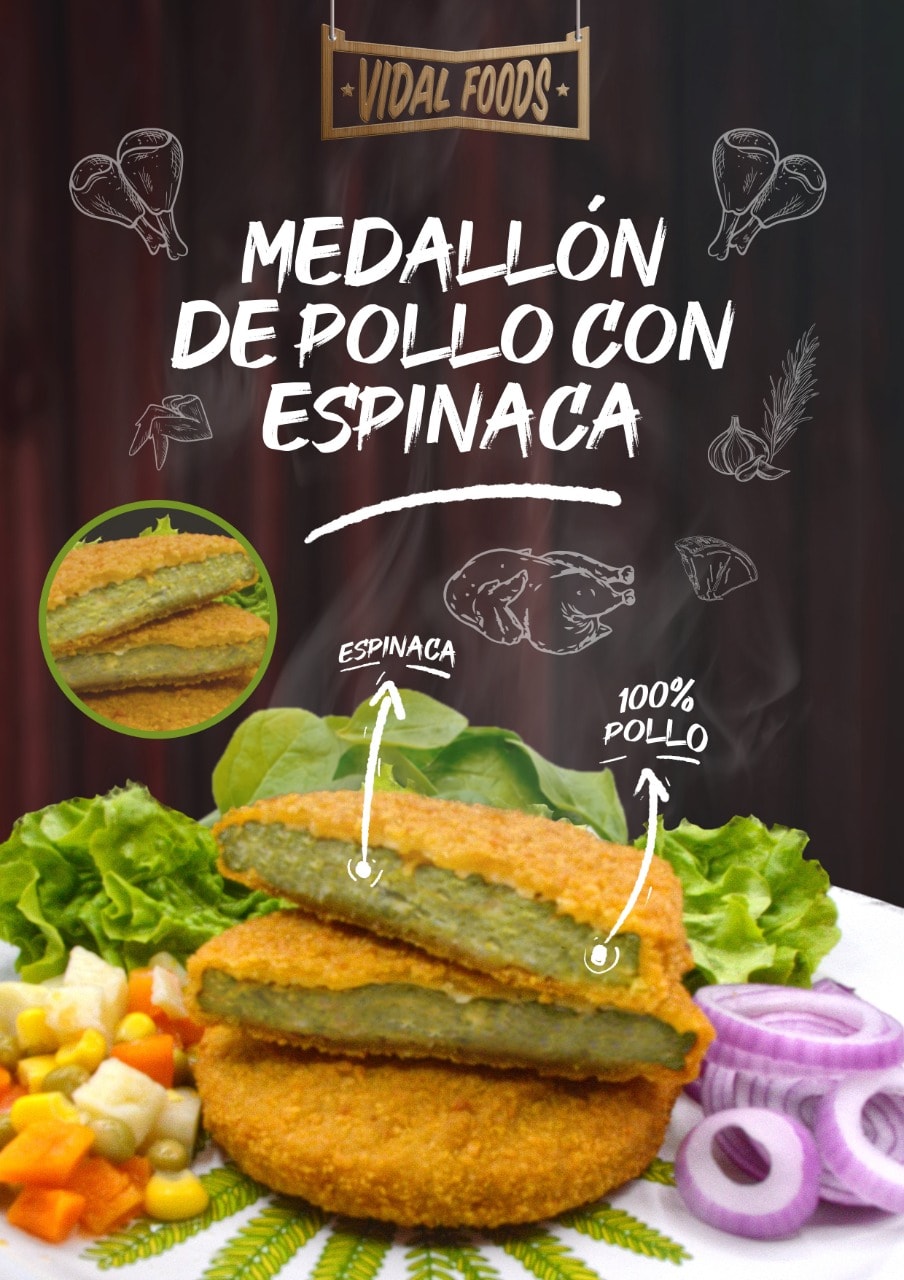 VIDAL FOODS
MEDALLÓN
DE POLLO CON
ESPINACA
ESPINACA
100%
POLLO